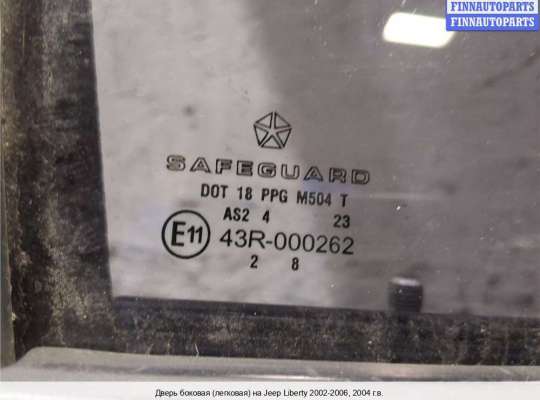 FINNAUTOPARTS
FINNAUTOPARTS
SAFEGUARD
DOT 18 PPG M504 T
AS2 4 23
E11 43R-000262
2 8
Дверь боковая (легковая) на Jeep Liberty 2002-2006, 2004 г.в.